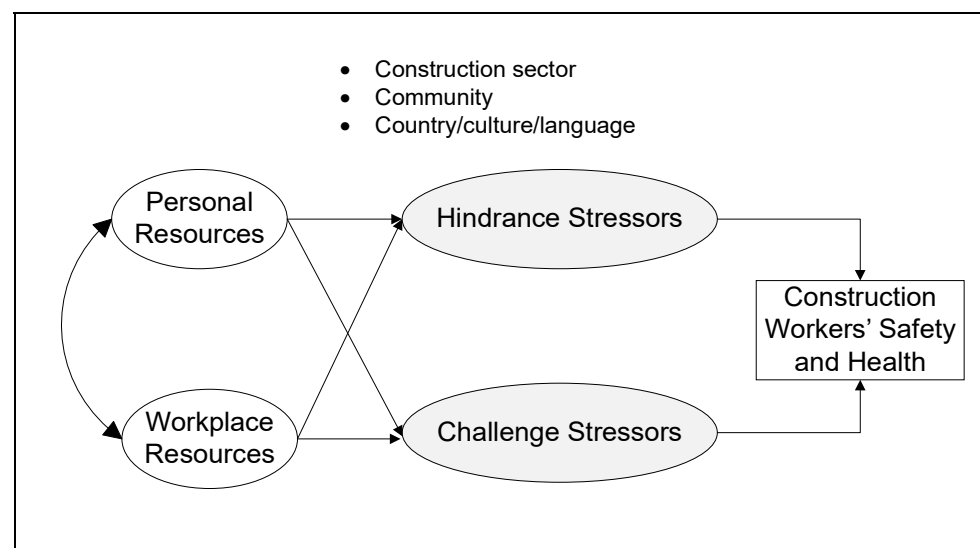 • Construction sector
• Community
• Country/culture/language
Personal
Resources
Hindrance Stressors
Construction
Workers’ Safety
and Health
Workplace
Resources
Challenge Stressors